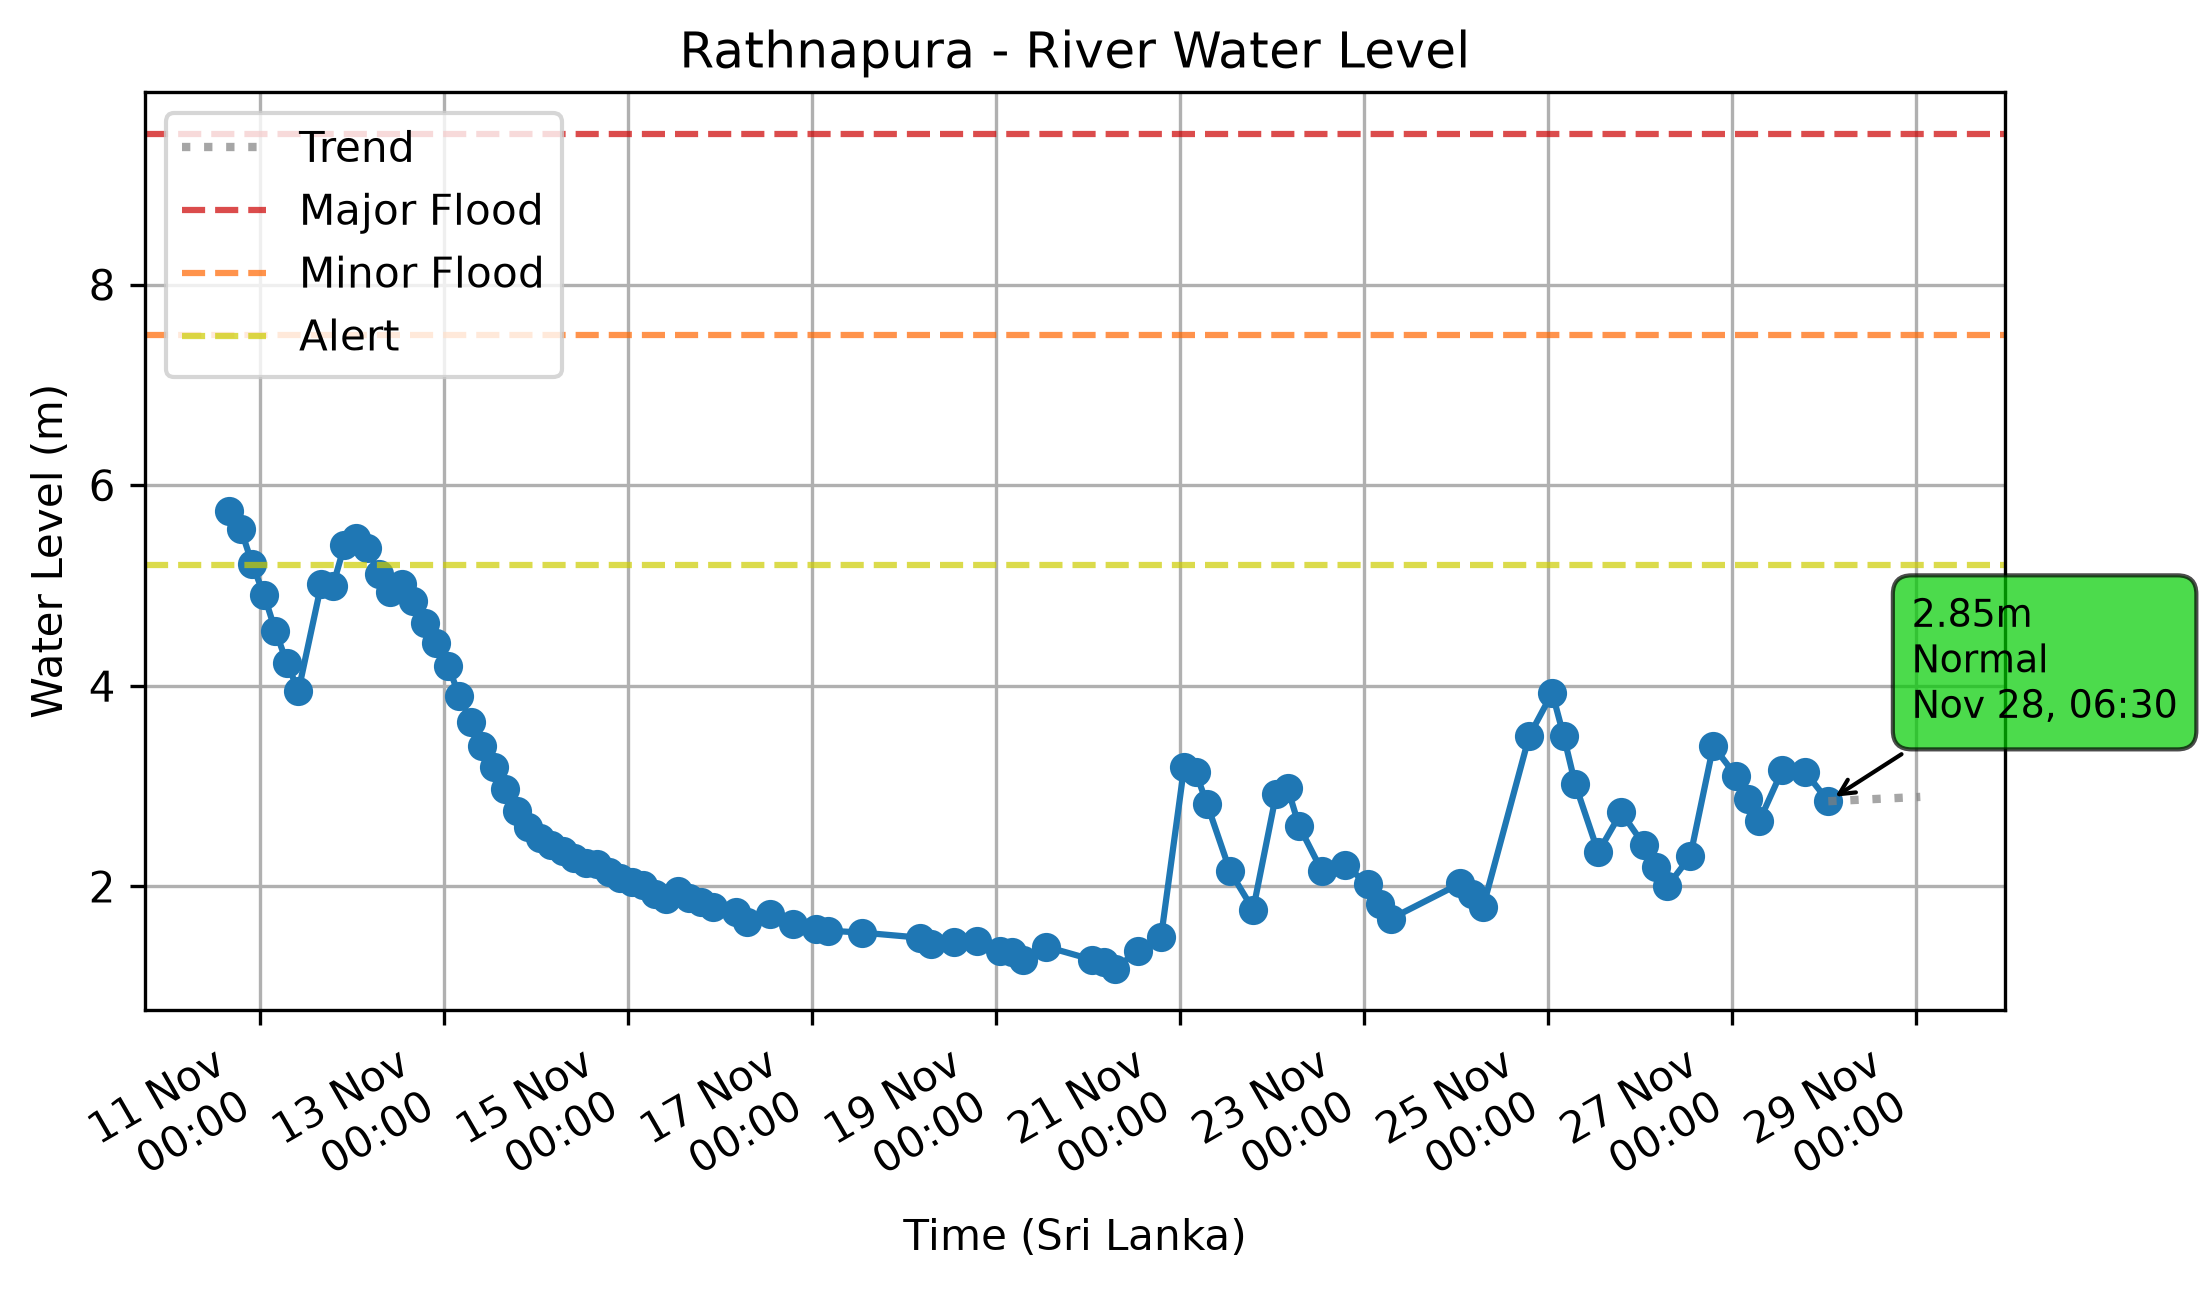 Rathnapura - River Water Level
Trend
Major Flood
Minor Flood
Alert
Water Level (m)
8
6
4
2
2.85m
Normal
Nov 28, 06:30
11 Nov
00:00
13 Nov
00:00
15 Nov
00:00
17 Nov
00:00
19 Nov
00:00
21 Nov
00:00
23 Nov
00:00
25 Nov
00:00
27 Nov
00:00
29 Nov
00:00
Time (Sri Lanka)